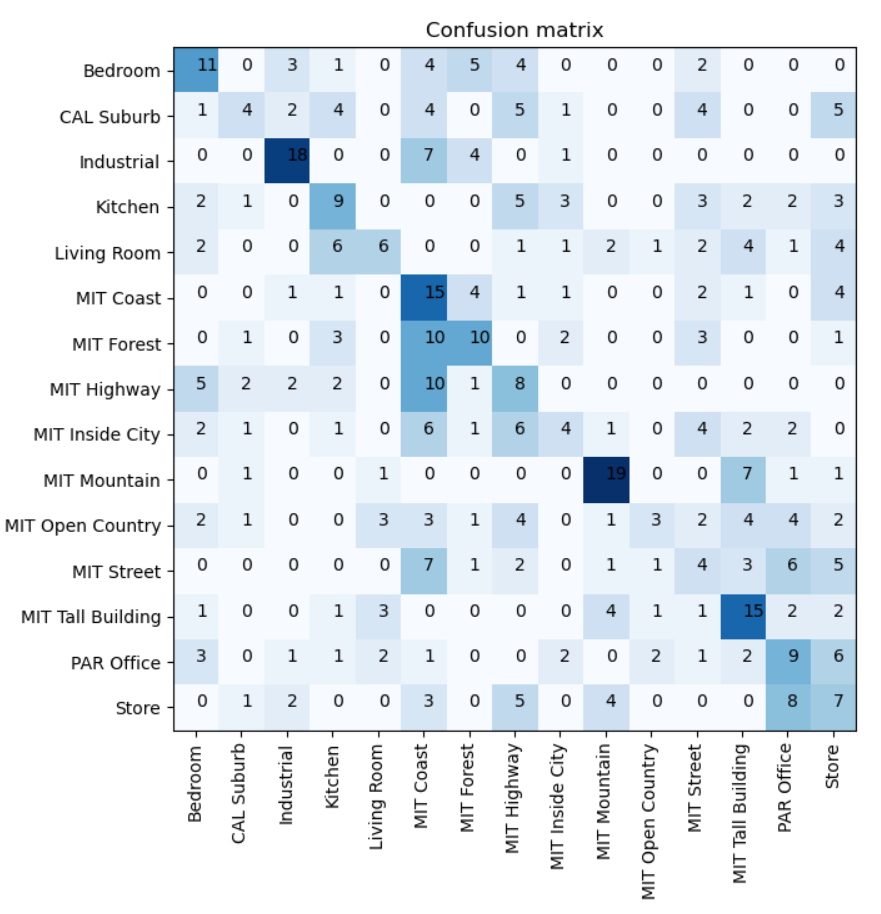 Confusion matrix
Bedroom 11 0 3 1 0 4 5 4 0 0 0 2 0 0 0
CAL Suburb 1 4 2 4 0 4 0 5 1 0 0 4 0 0 5
Industrial 0 0 18 0 0 7 4 0 1 0 0 0 0 0 0
Kitchen 2 1 0 9 0 0 0 5 3 0 0 3 2 2 3
Living Room 2 0 0 6 6 0 0 1 1 2 1 2 4 1 4
MIT Coast 0 0 1 1 0 15 4 1 1 0 0 2 1 0 4
MIT Forest 0 1 0 3 0 10 10 0 2 0 0 3 0 0 1
MIT Highway 5 2 2 2 0 10 1 8 0 0 0 0 0 0 0
MIT Inside City 2 1 0 1 0 6 1 6 4 1 0 4 2 2 0
MIT Mountain 0 1 0 0 1 0 0 0 0 19 0 0 7 1 1
MIT Open Country 2 1 0 0 3 3 1 4 0 1 3 2 4 4 2
MIT Street 0 0 0 0 0 7 1 2 0 1 1 4 3 6 5
MIT Tall Building 1 0 0 1 3 0 0 0 0 4 1 1 15 2 2
PAR Office 3 0 1 1 2 1 0 0 2 0 2 1 2 9 6
Store 0 1 2 0 0 3 0 5 0 4 0 0 0 8 7
Bedroom
CAL Suburb
Industrial
Kitchen
Living Room
MIT Coast
MIT Forest
MIT Highway
MIT Inside City
MIT Mountain
MIT Open Country
MIT Street
MIT Tall Building
PAR Office
Store